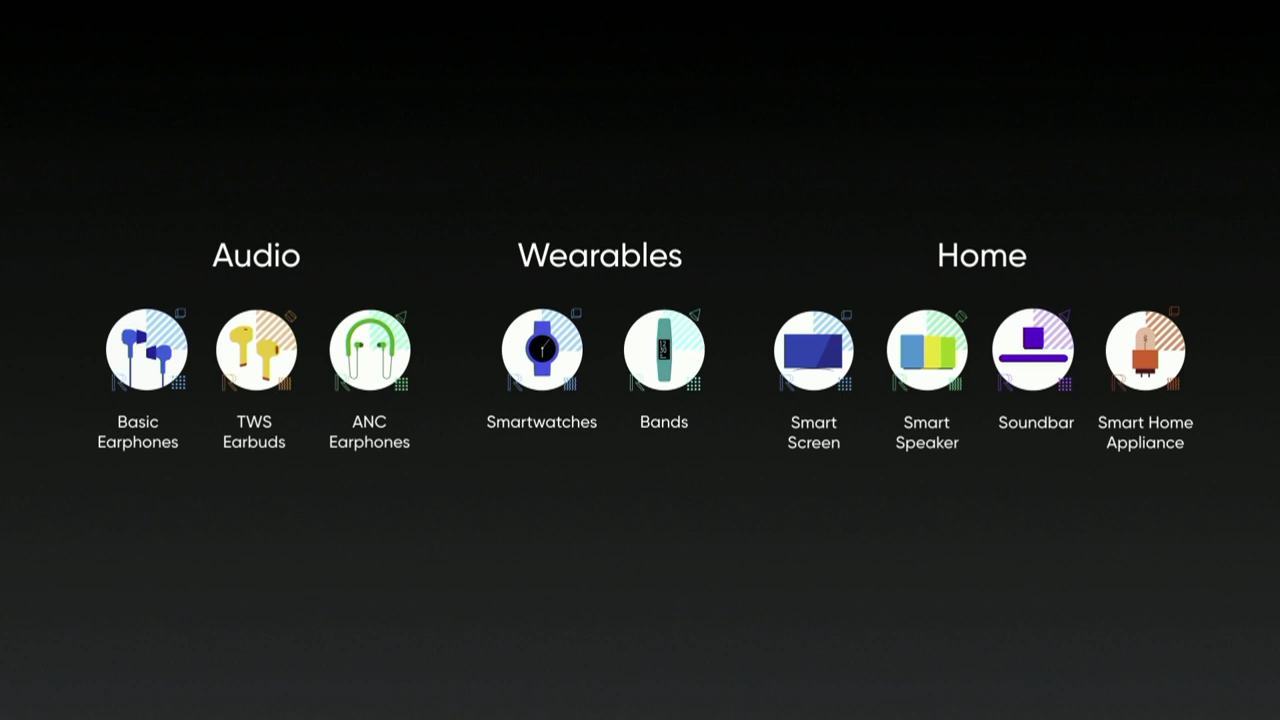 Audio
Wearables
Home
Basic
Earphones
TWS
Earbuds
ANC
Earphones
Smartwatches
Bands
Smart
Screen
Smart
Speaker
Soundbar
Smart Home
Appliance